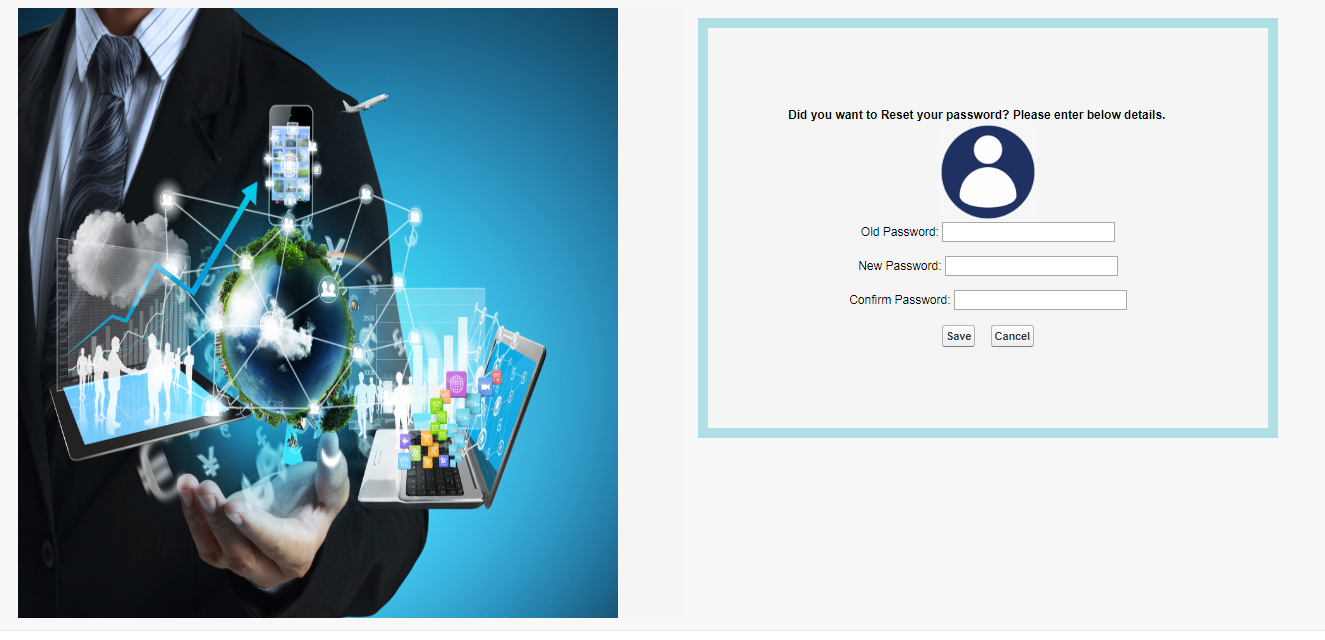 Did you want to Reset your password? Please enter below details.
Old Password:
New Password:
Confirm Password:
Save Cancel
2500